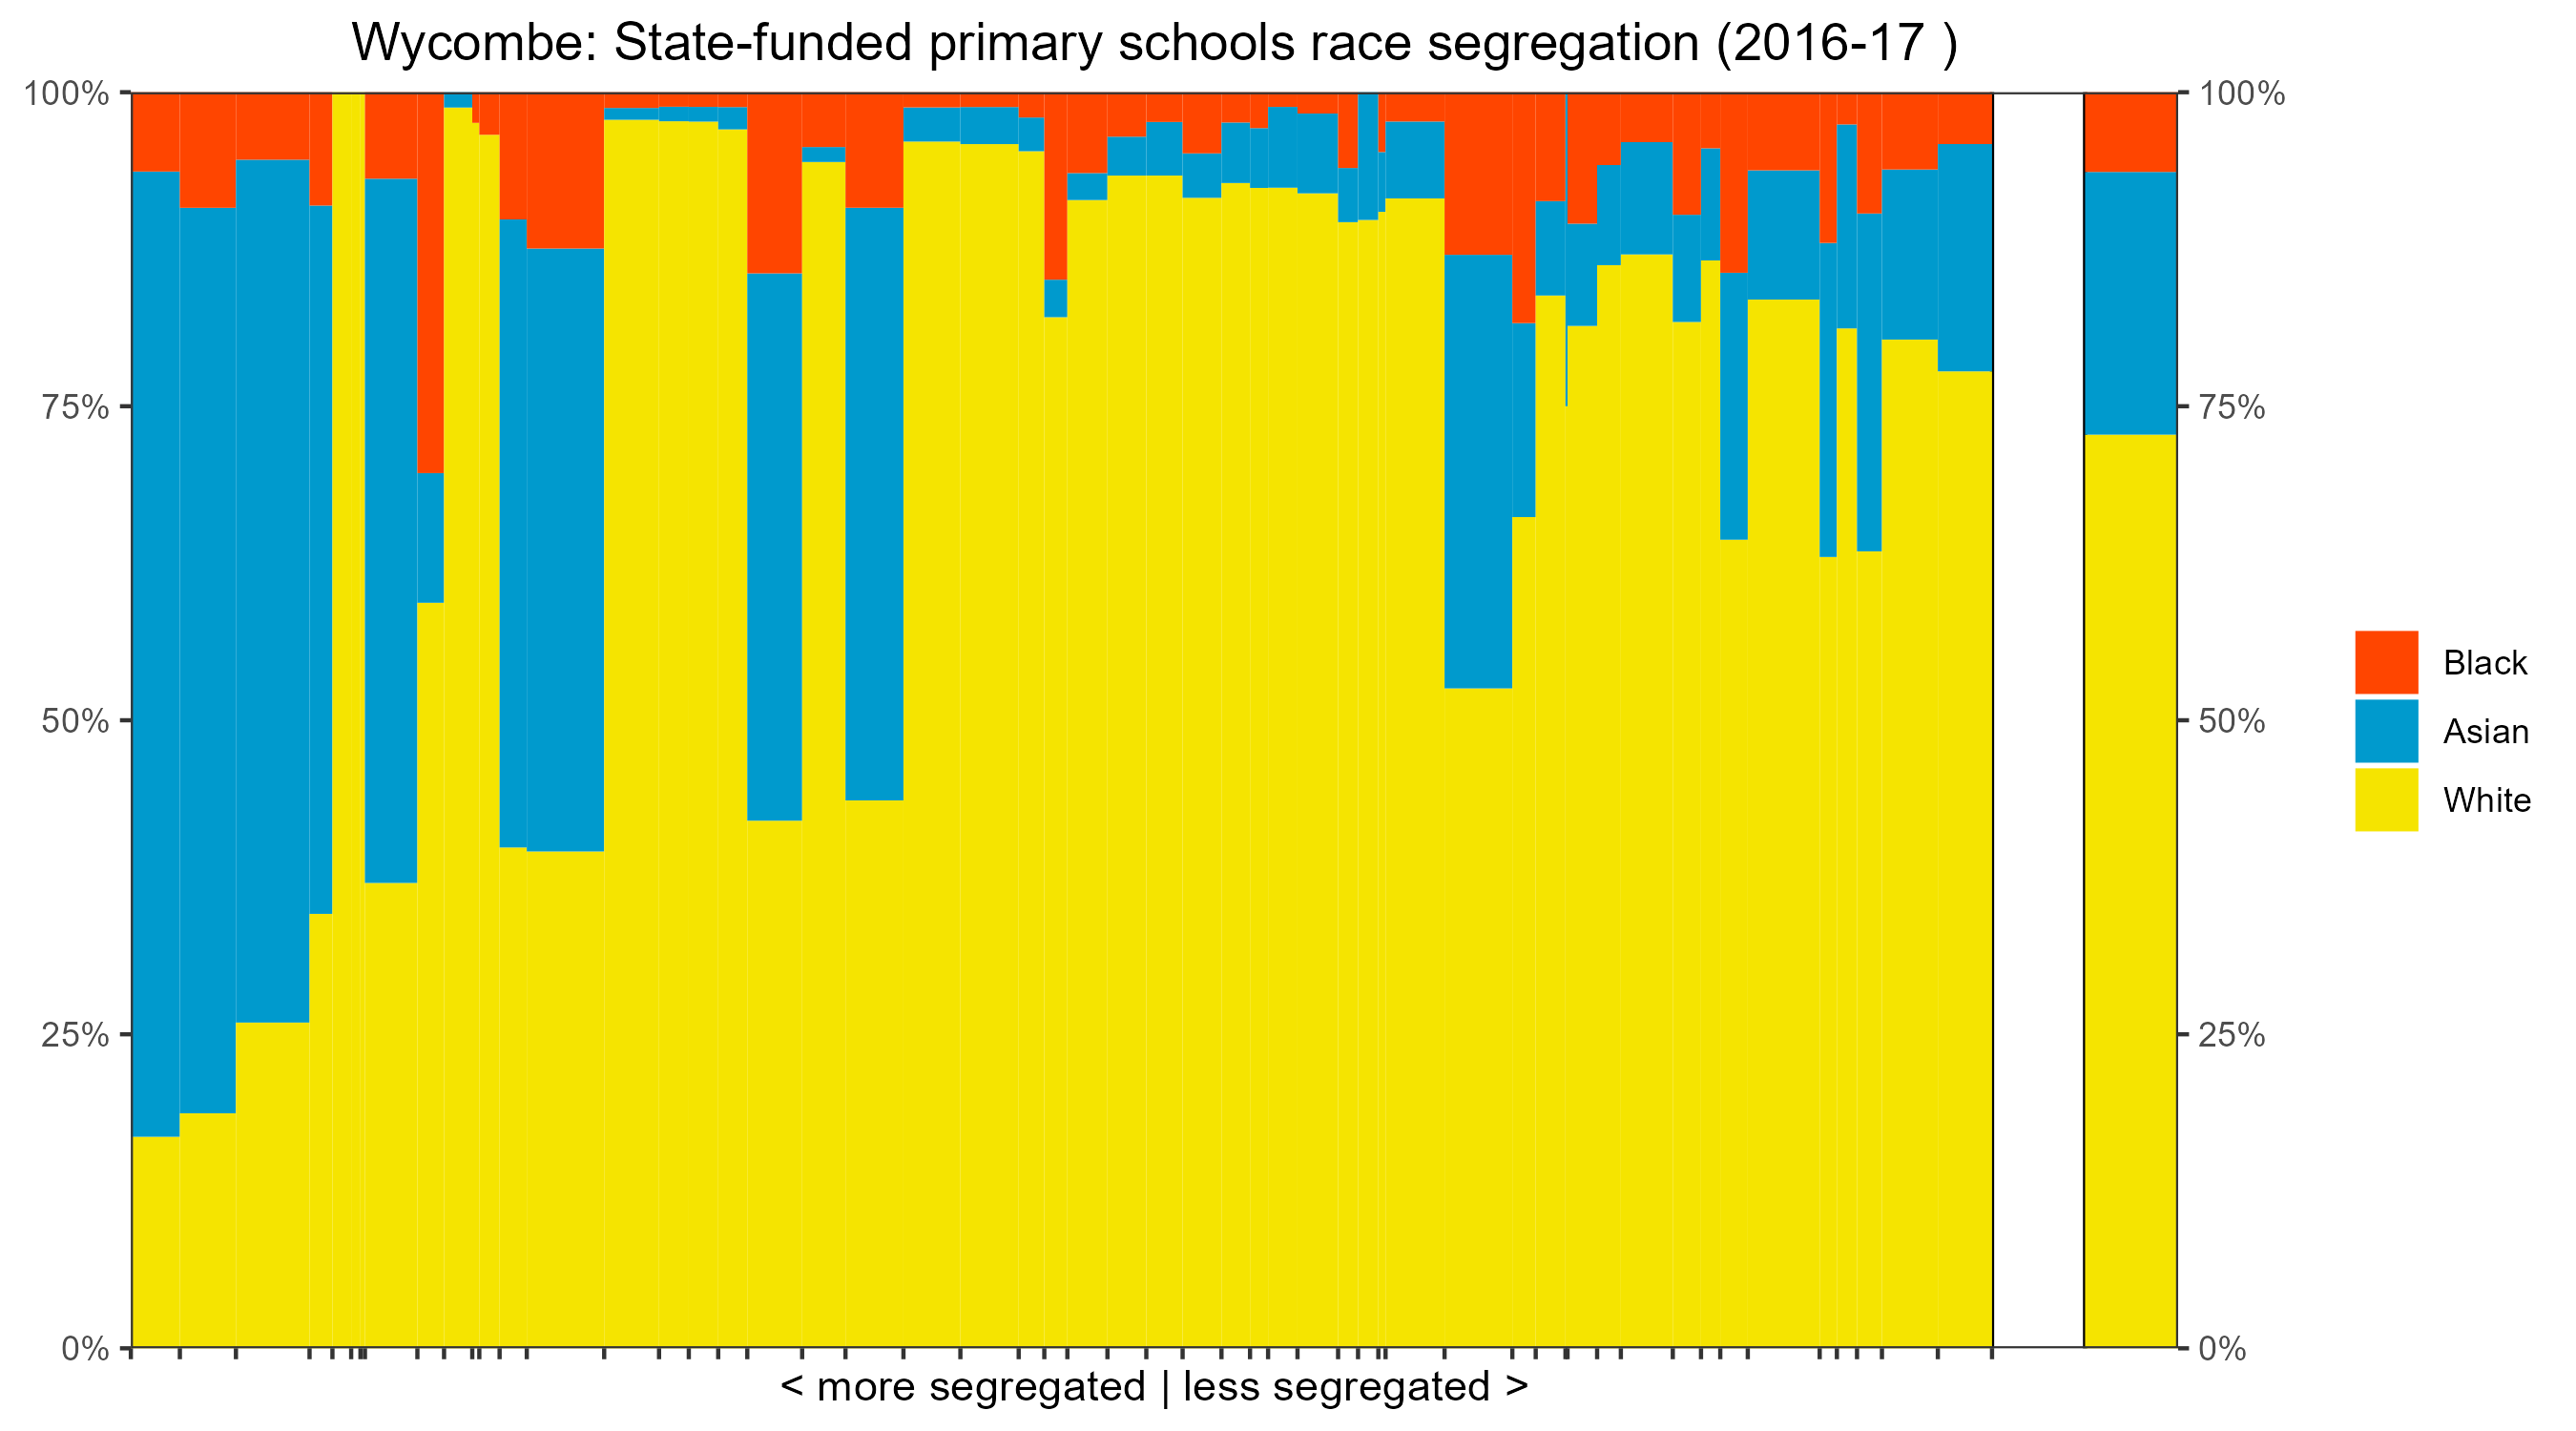 Wycombe: State-funded primary schools race segregation (2016-17 )
100%
75%
50%
25%
0%
100%
75%
50%
25%
0%
Black
Asian
White
< more segregated | less segregated >